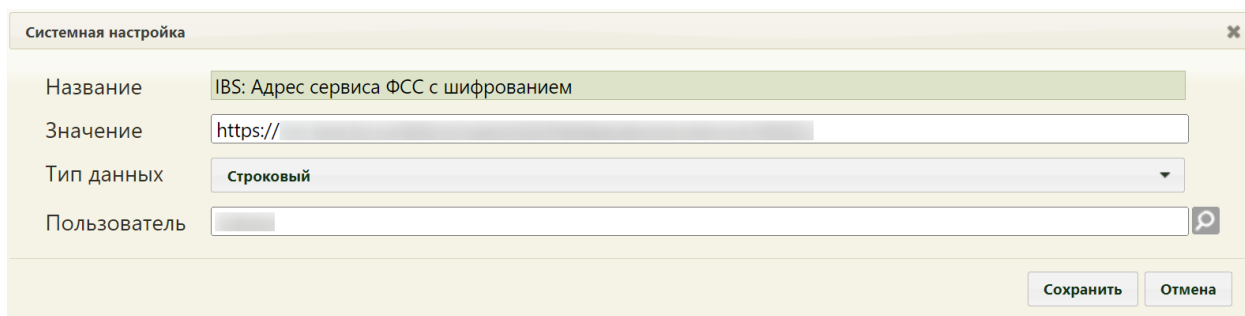 Системная настройка
Название IBS: Адрес сервиса ФСС с шифрованием
Значение https://
Тип данных Строковый
Пользователь
Сохранить Отмена